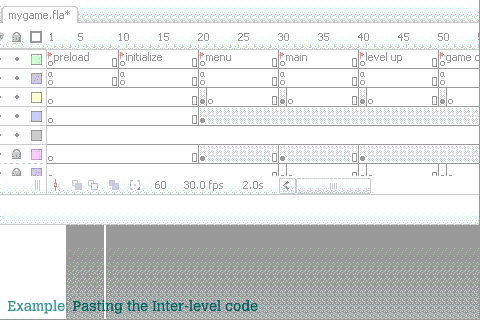 mygame.fla*
1 5 10 15 20 25 30 35 40 45 50
preload initialize menu main level up game o
a a a a a a
60 30.0 fps 2.0s
Example: Pasting the Inter-level code